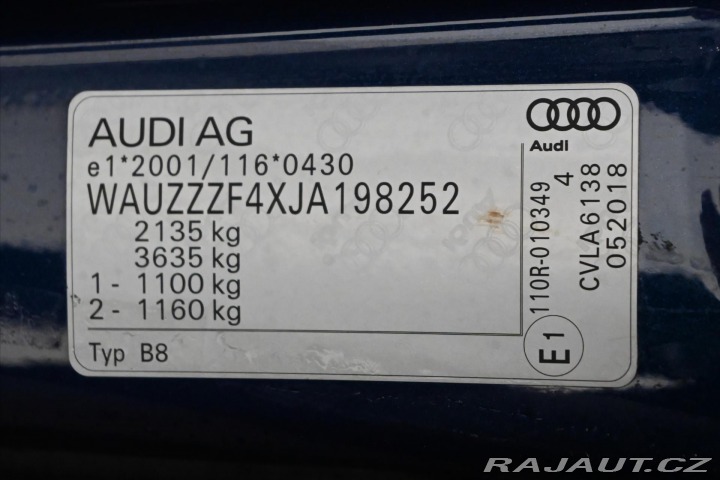 AUDI AG
e1*2001/116*0430
WAUZZZF4XJA198252
2135 kg
3635 kg
1 - 1100 kg
2 - 1160 kg
Typ B8
Audi
110R-010349
4
CVLA6138
052018
E1
RAJAUT.CZ